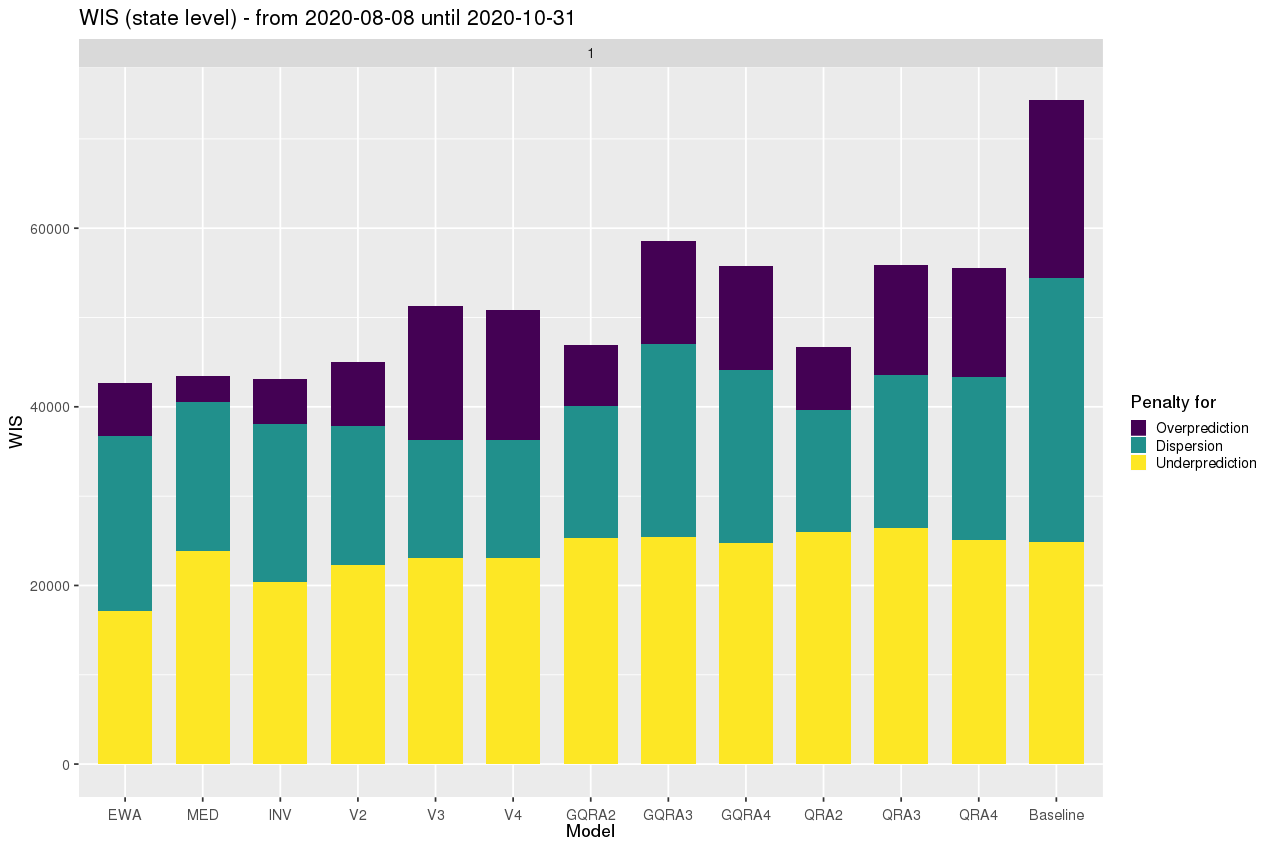 WIS (state level) - from 2020-08-08 until 2020-10-31
1
WIS
60000
40000
20000
0
EWA MED INV V2 V3 V4 GQRA2 GQRA3 GQRA4 QRA2 QRA3 QRA4 Baseline
Model
Penalty for
Overprediction
Dispersion
Underprediction